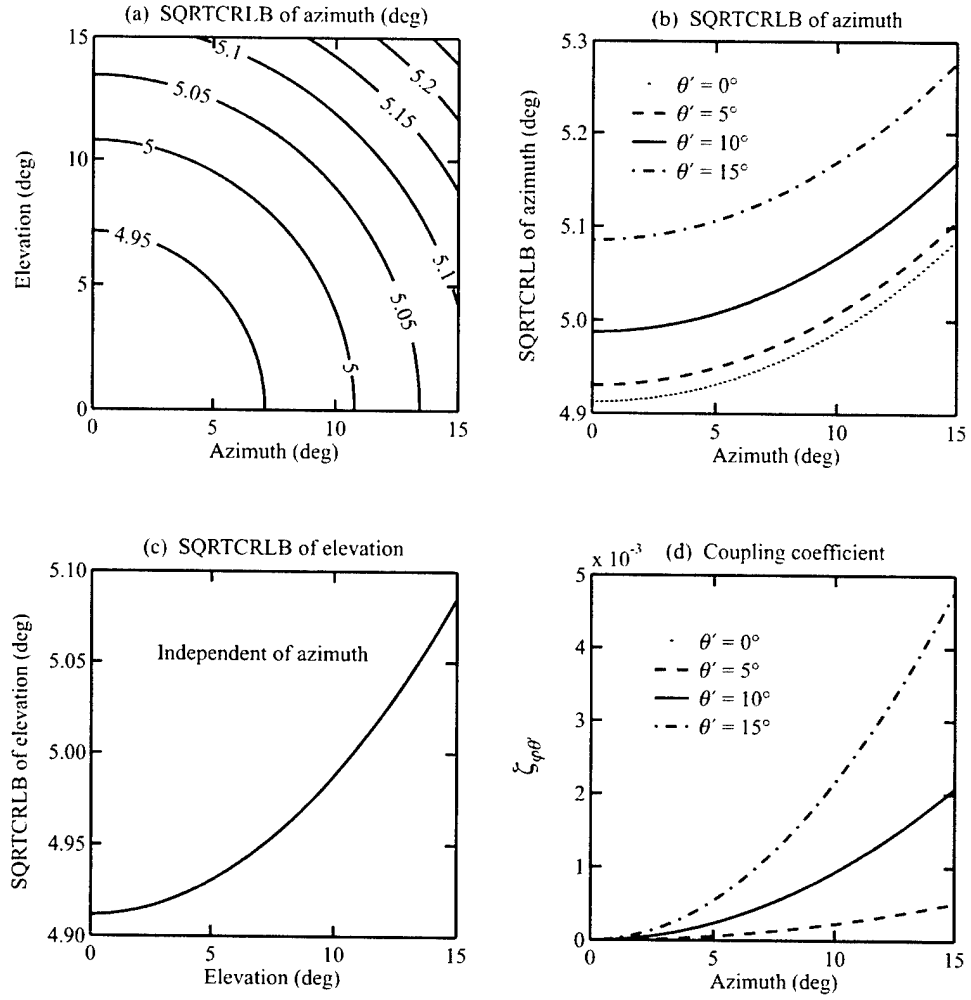 (a) SQRTCRLB of azimuth (deg)
15
10
5
0
Elevation (deg)
5.1
5.2
5.15
5.05
5
4.95
5.1
5.05
5
0
5
10
15
Azimuth (deg)
(b) SQRTCRLB of azimuth
5.3
5.2
5.1
5.0
4.9
SQRTCRLB of azimuth (deg)
θ′ = 0°
θ′ = 5°
θ′ = 10°
θ′ = 15°
0
5
10
15
Azimuth (deg)
(c) SQRTCRLB of elevation
5.10
5.05
5.00
4.95
4.90
SQRTCRLB of elevation (deg)
Independent of azimuth
0
5
10
15
Elevation (deg)
x 10⁻³
(d) Coupling coefficient
5
4
3
2
1
0
ζφθ′
θ′ = 0°
θ′ = 5°
θ′ = 10°
θ′ = 15°
0
5
10
15
Azimuth (deg)